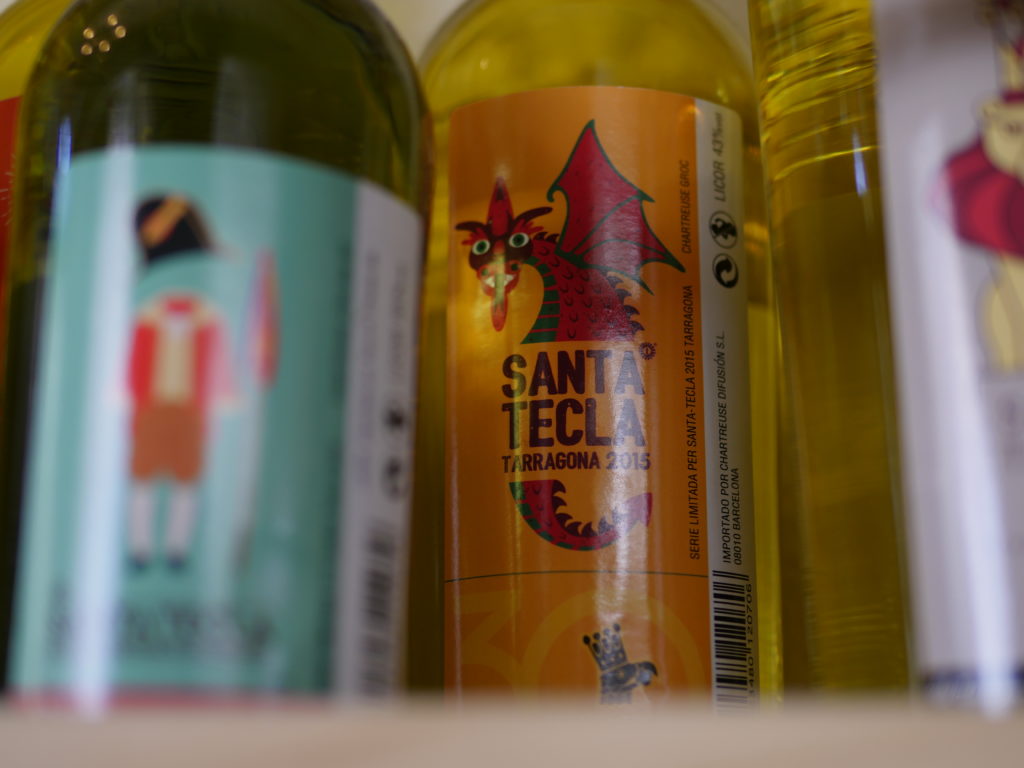 SANTA
TECLA
TARRAGONA 2015
SERIE LIMITADA PER SANTA-TECLA 2015 TARRAGONA
CHARTREUSE GROC
IMPORTADO POR CHARTREUSE DIFUSIÓN S.L.
08010 BARCELONA
LICOR 43%vol
30